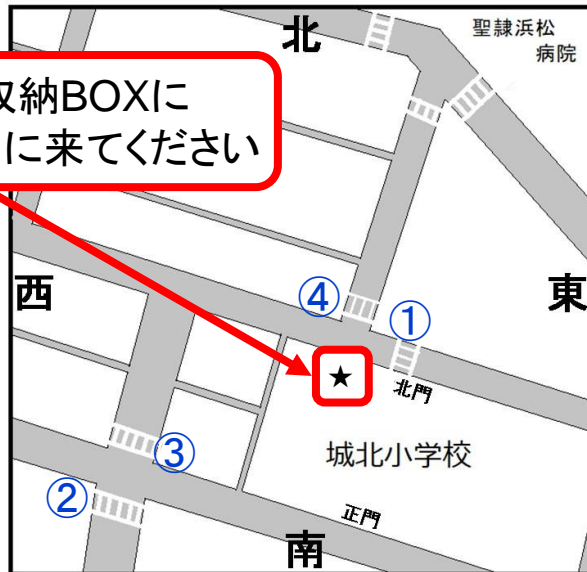 北
聖隷浜松
病院
収納BOXに
に来てください
西
東
④
①
★
北門
城北小学校
③
②
正門
南